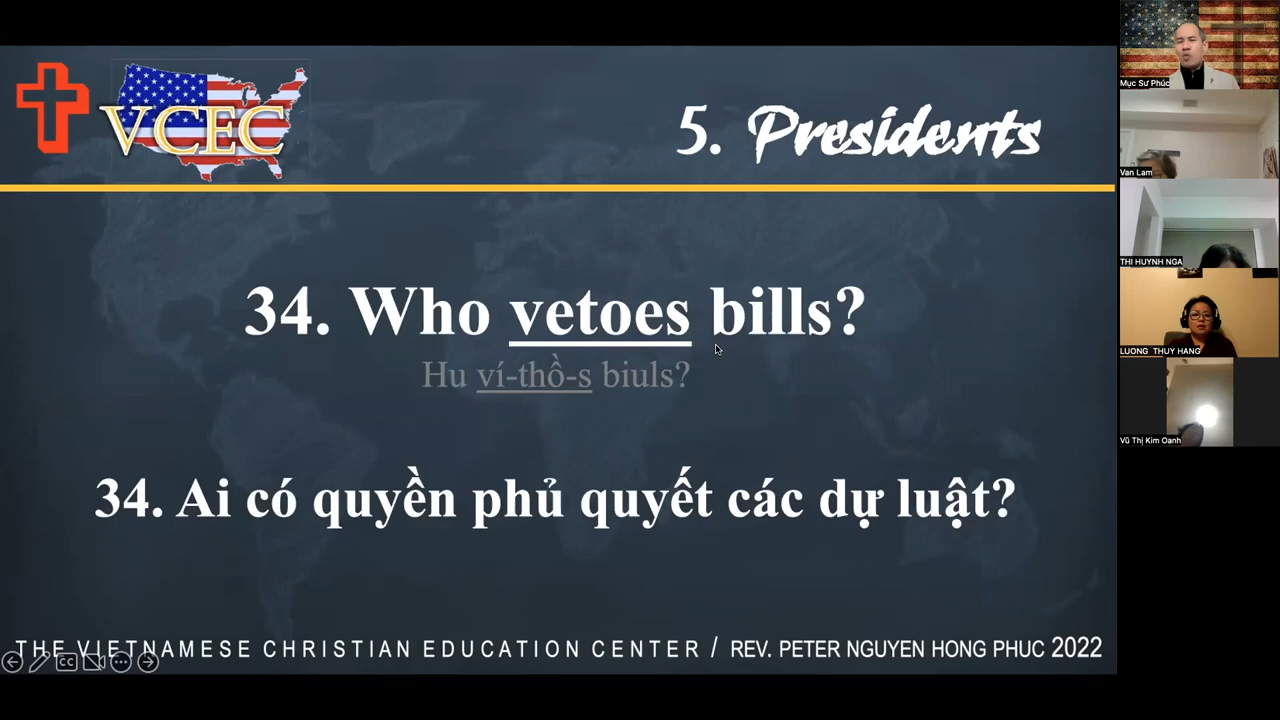 VCEC
5. Presidents
34. Who vetoes bills?
Hu ví-thồ-s biuls?
34. Ai có quyền phủ quyết các dự luật?
THE VIETNAMESE CHRISTIAN EDUCATION CENTER / REV. PETER NGUYEN HONG PHUC 2022
CC
Mục Sư Phúc
Van Lam
THI HUYNH NGA
LUONG THUY HANG
Vũ Thị Kim Oanh